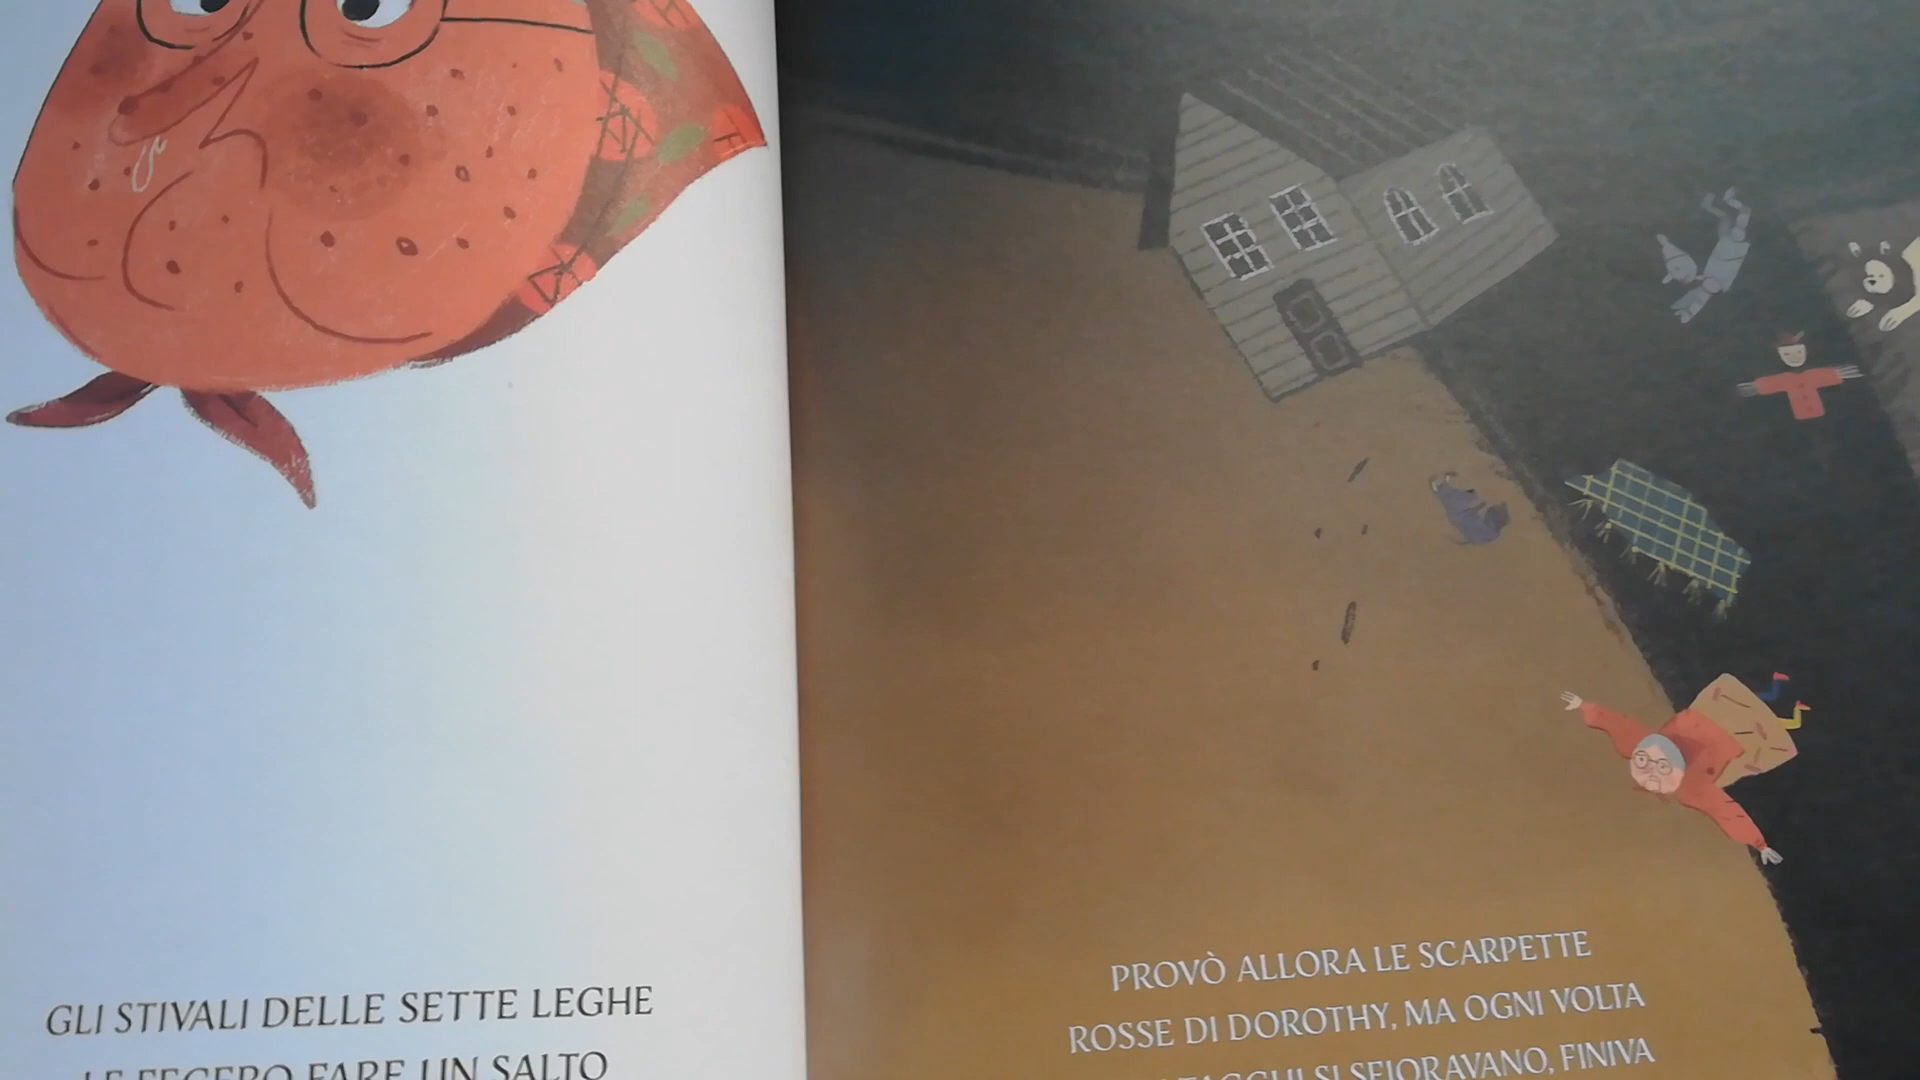 GLI STIVALI DELLE SETTE LEGHE
LE FECERO FARE UN SALTO
PROVÒ ALLORA LE SCARPETTE
ROSSE DI DOROTHY, MA OGNI VOLTA
TACCHI SI SFIORAVANO, FINIVA